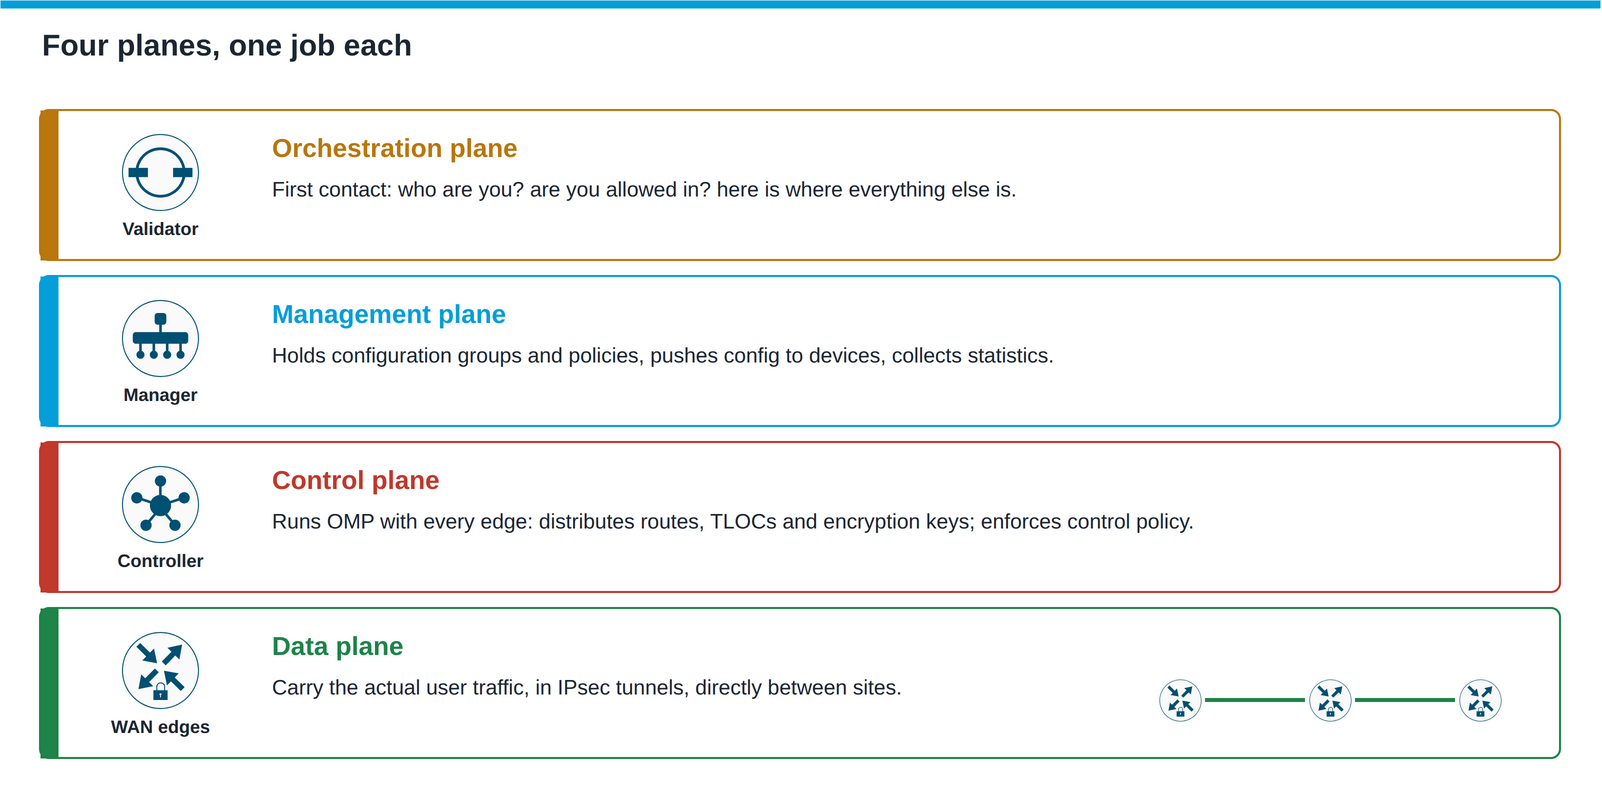 Four planes, one job each
Orchestration plane
First contact: who are you? are you allowed in? here is where everything else is.
Validator
Management plane
Holds configuration groups and policies, pushes config to devices, collects statistics.
Manager
Control plane
Runs OMP with every edge: distributes routes, TLOCs and encryption keys; enforces control policy.
Controller
Data plane
Carry the actual user traffic, in IPsec tunnels, directly between sites.
WAN edges